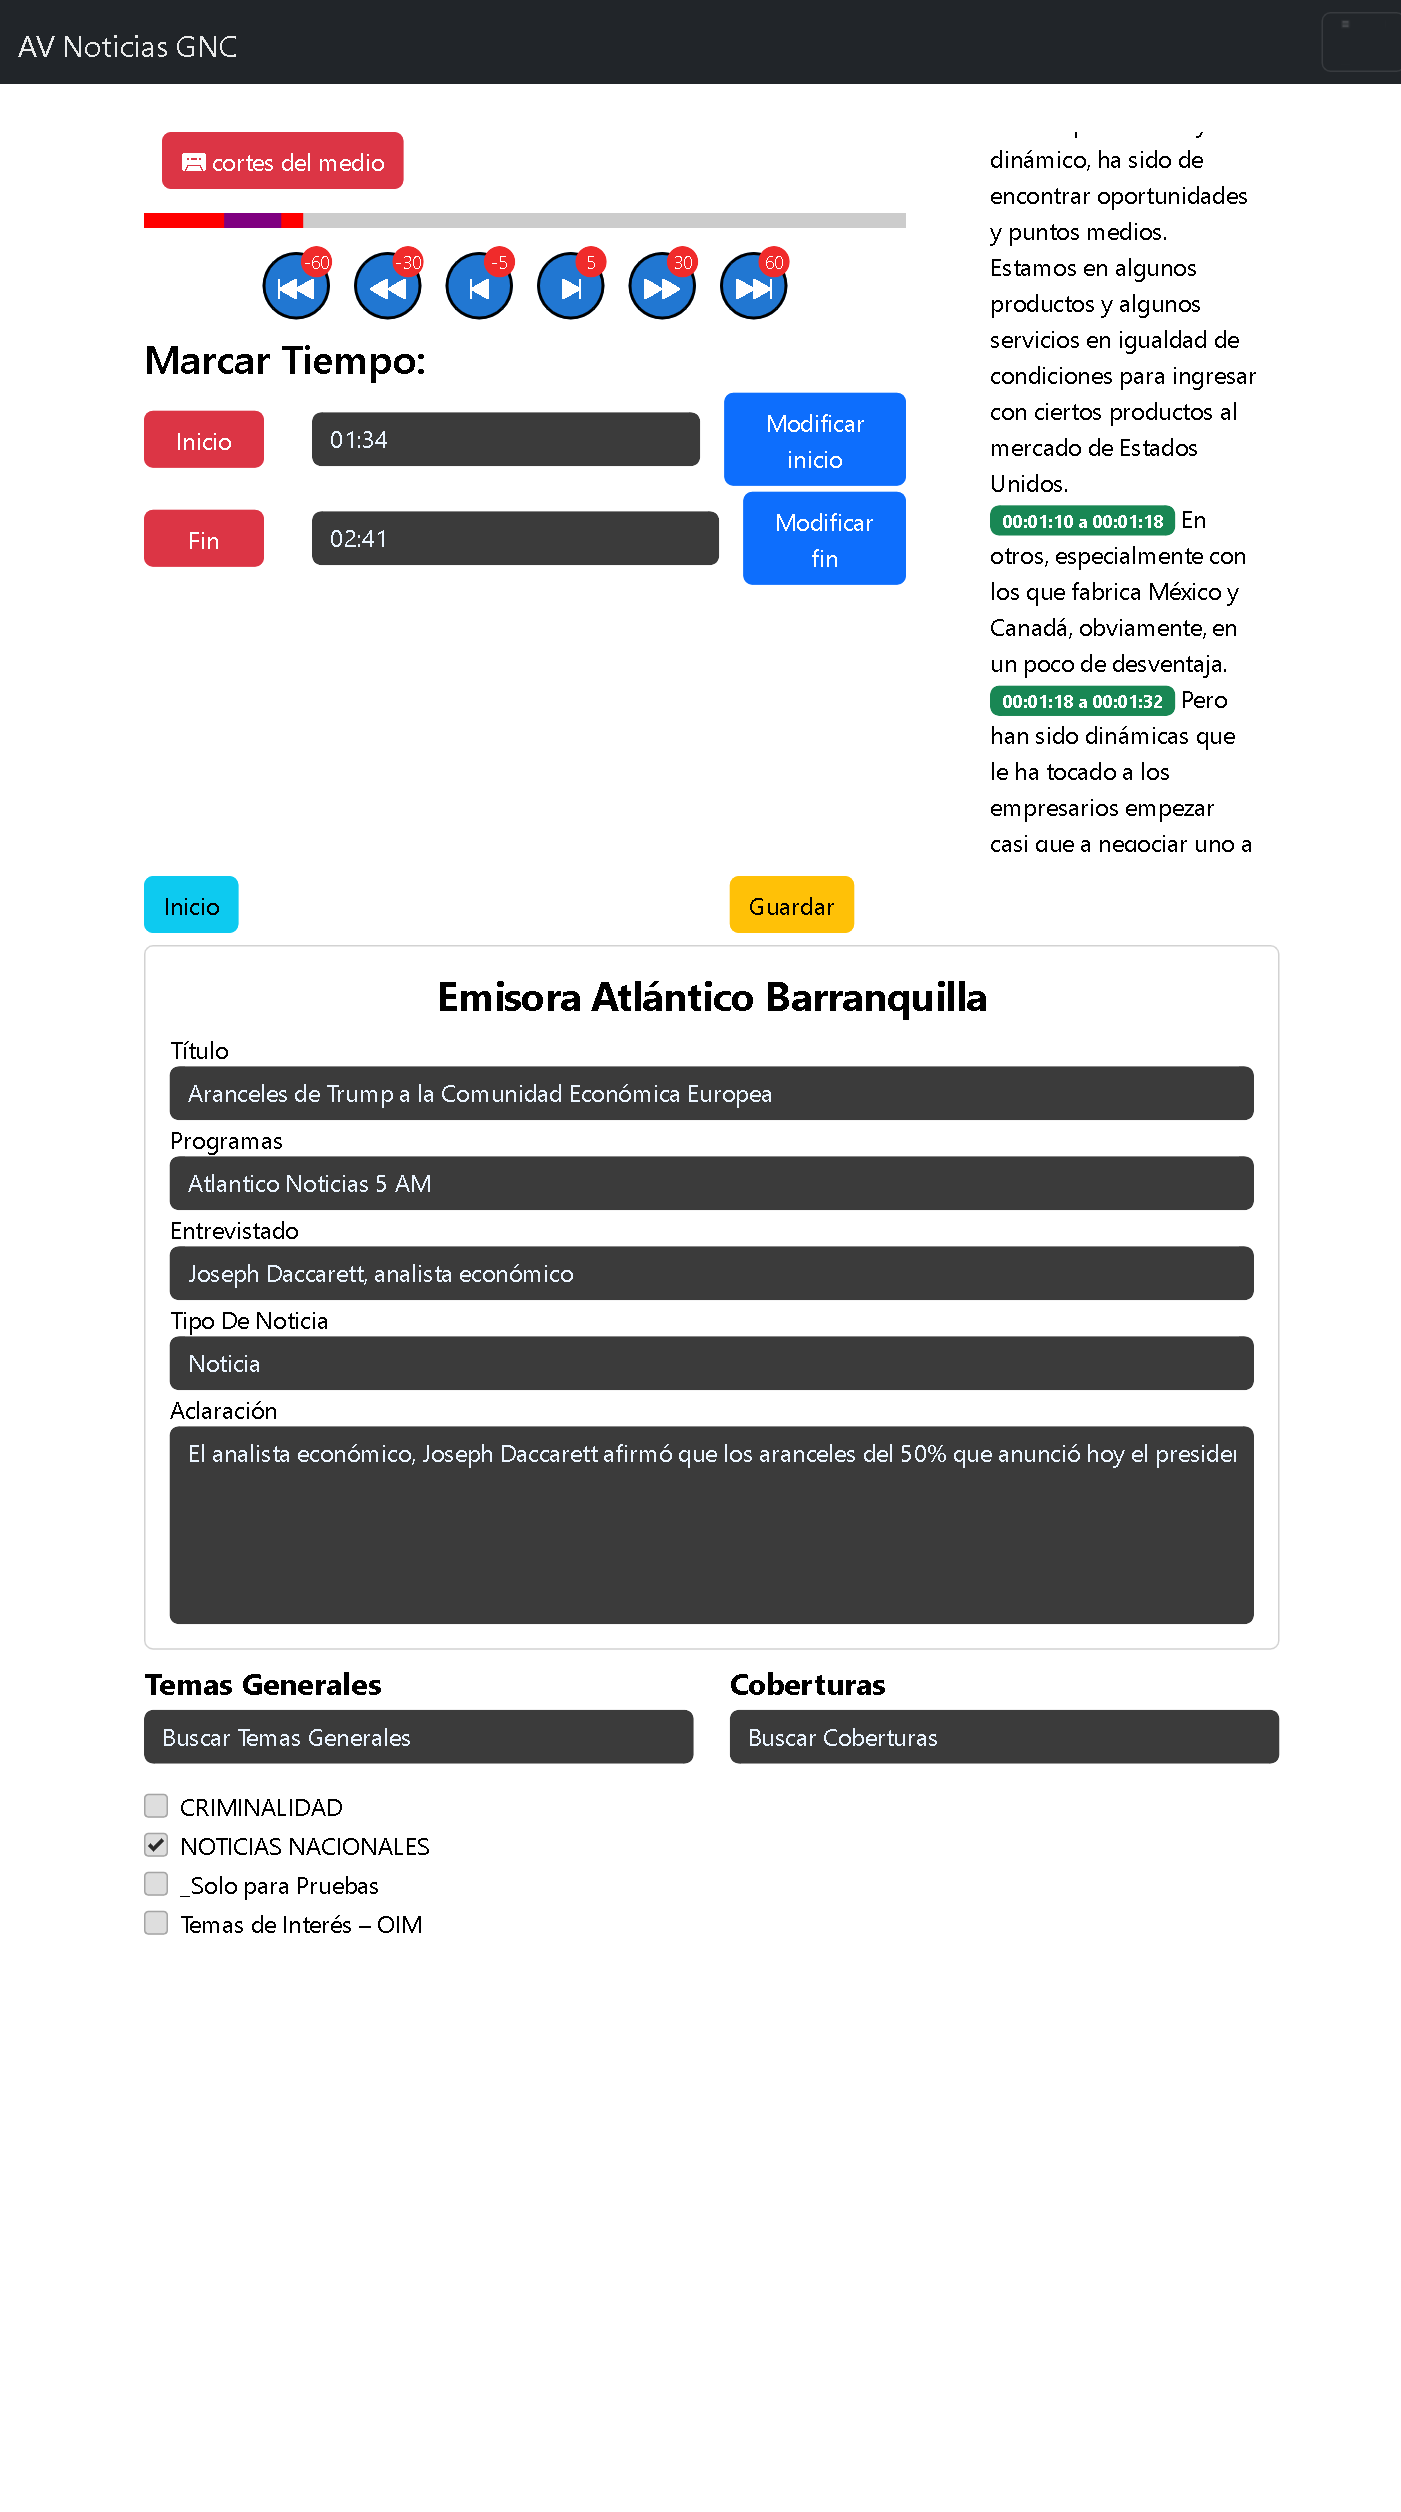 AV Noticias GNC
cortes del medio
-60 -30 -5 5 30 60
Marcar Tiempo:
Inicio
01:34
Modificar
inicio
Fin
02:41
Modificar
fin
dinámico, ha sido de
encontrar oportunidades
y puntos medios.
Estamos en algunos
productos y algunos
servicios en igualdad de
condiciones para ingresar
con ciertos productos al
mercado de Estados
Unidos.
00:01:10 a 00:01:18 En
otros, especialmente con
los que fabrica México y
Canadá, obviamente, en
un poco de desventaja.
00:01:18 a 00:01:32 Pero
han sido dinámicas que
le ha tocado a los
empresarios empezar
casi que a negociar uno a
Inicio
Guardar
Emisora Atlántico Barranquilla
Título
Aranceles de Trump a la Comunidad Económica Europea
Programas
Atlantico Noticias 5 AM
Entrevistado
Joseph Daccarett, analista económico
Tipo De Noticia
Noticia
Aclaración
El analista económico, Joseph Daccarett afirmó que los aranceles del 50% que anunció hoy el
Temas Generales
Buscar Temas Generales
CRIMINALIDAD
NOTICIAS NACIONALES
_Solo para Pruebas
Temas de Interés – OIM
Coberturas
Buscar Coberturas